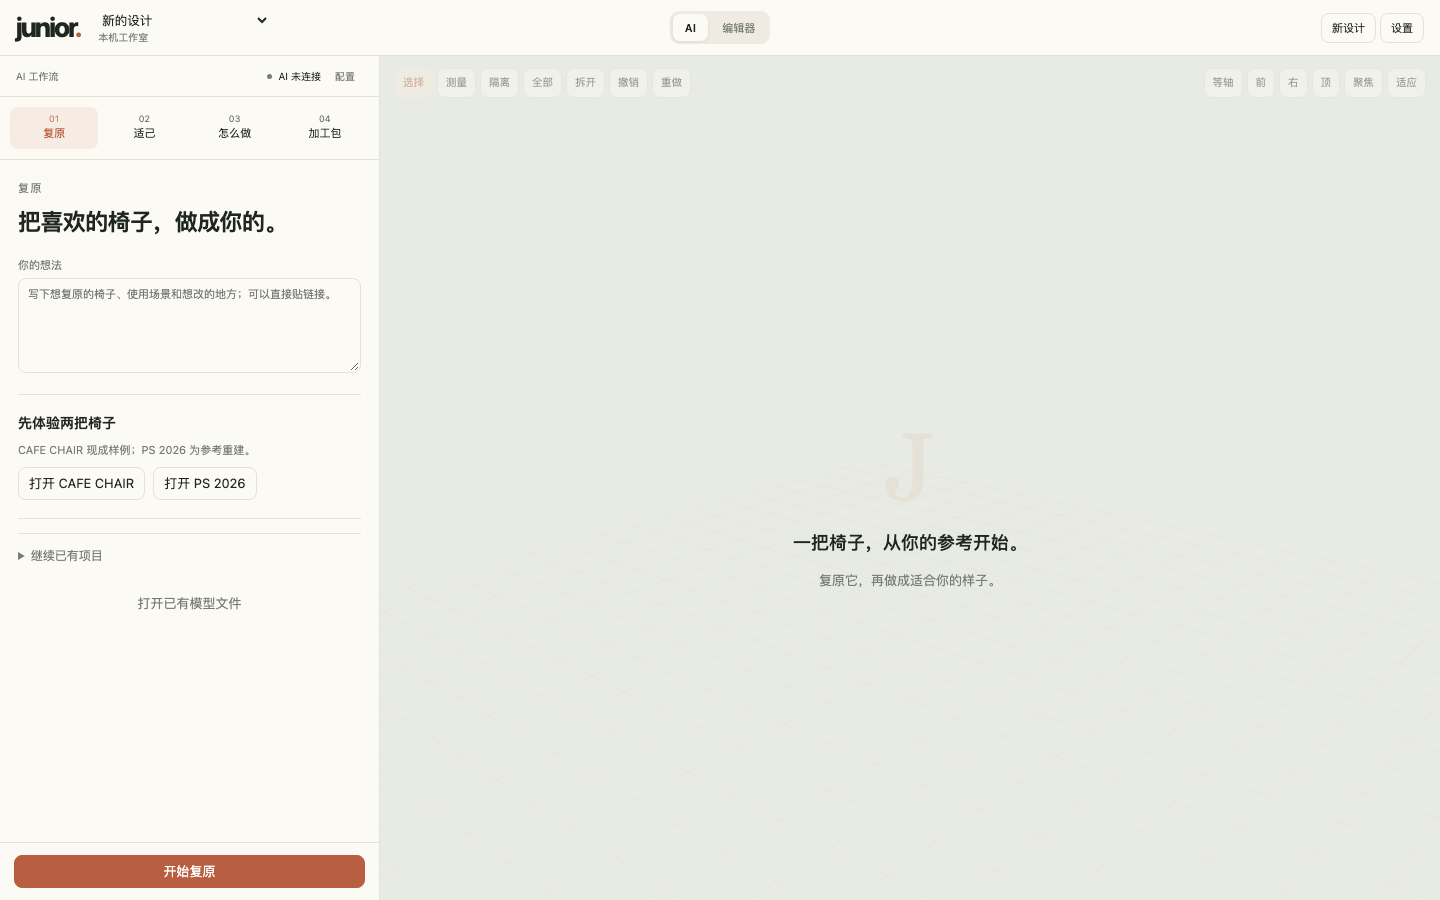 junior.
新的设计
本机工作室
AI
编辑器
新设计
设置
AI 工作流
AI 未连接
配置
01
复原
02
适己
03
怎么做
04
加工包
复原
把喜欢的椅子，做成你的。
你的想法
写下想复原的椅子、使用场景和想改的地方；可以直接贴链接。
先体验两把椅子
CAFE CHAIR 现成样例；PS 2026 为参考重建。
打开 CAFE CHAIR
打开 PS 2026
继续已有项目
打开已有模型文件
开始复原
选择
测量
隔离
全部
拆开
撤销
重做
等轴
前
右
顶
聚焦
适应
J
一把椅子，从你的参考开始。
复原它，再做成适合你的样子。